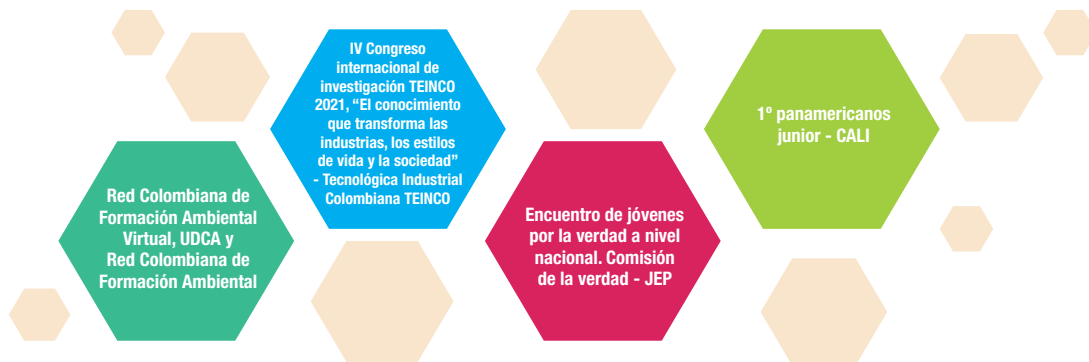 Red Colombiana de
Formación Ambiental
Virtual, UDCA y
Red Colombiana de
Formación Ambiental
IV Congreso
internacional de
investigación TEINCO
2021, “El conocimiento
que transforma las
industrias, los estilos
de vida y la sociedad”
- Tecnológica Industrial
Colombiana TEINCO
Encuentro de jóvenes
por la verdad a nivel
nacional. Comisión
de la verdad - JEP
1º panamericanos
junior - CALI